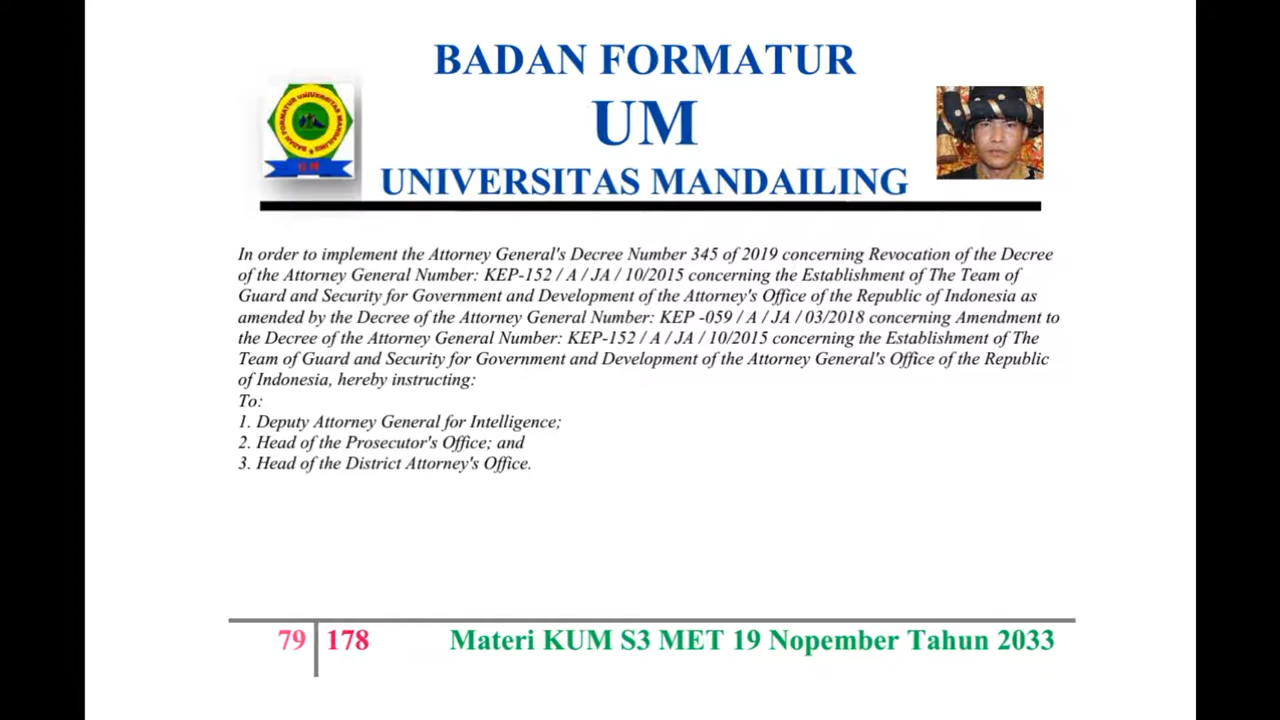 BADAN FORMATUR
UM
UNIVERSITAS MANDAILING
BADAN FORMATUR UNIVERSITAS MANDAILING
U M
In order to implement the Attorney General's Decree Number 345 of 2019 concerning Revocation of the Decree
of the Attorney General Number: KEP-152 / A / JA / 10/2015 concerning the Establishment of The Team of
Guard and Security for Government and Development of the Attorney's Office of the Republic of Indonesia as
amended by the Decree of the Attorney General Number: KEP -059 / A / JA / 03/2018 concerning Amendment to
the Decree of the Attorney General Number: KEP-152 / A / JA / 10/2015 concerning the Establishment of The
Team of Guard and Security for Government and Development of the Attorney General's Office of the Republic
of Indonesia, hereby instructing:
To:
1. Deputy Attorney General for Intelligence;
2. Head of the Prosecutor's Office; and
3. Head of the District Attorney's Office.
79 178 Materi KUM S3 MET 19 Nopember Tahun 2033